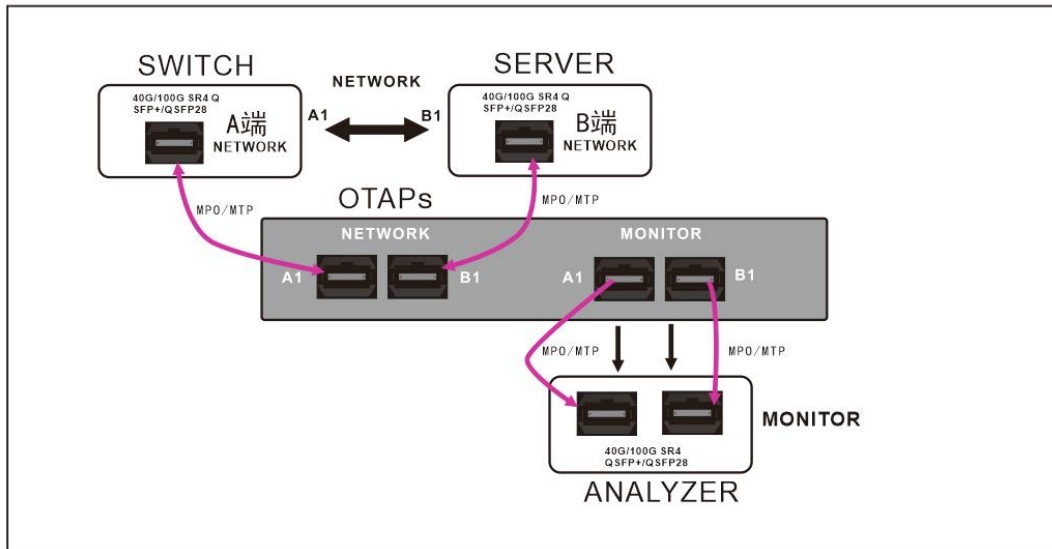 SWITCH
SERVER
NETWORK
40G/100G SR4 Q
SFP+/QSFP28
A端
NETWORK
A1
B1
40G/100G SR4 Q
SFP+/QSFP28
B端
NETWORK
MPO/MTP
OTAPs
MPO/MTP
NETWORK
MONITOR
A1
B1
A1
B1
MPO/MTP
MPO/MTP
MONITOR
40G/100G SR4
QSFP+/QSFP28
ANALYZER